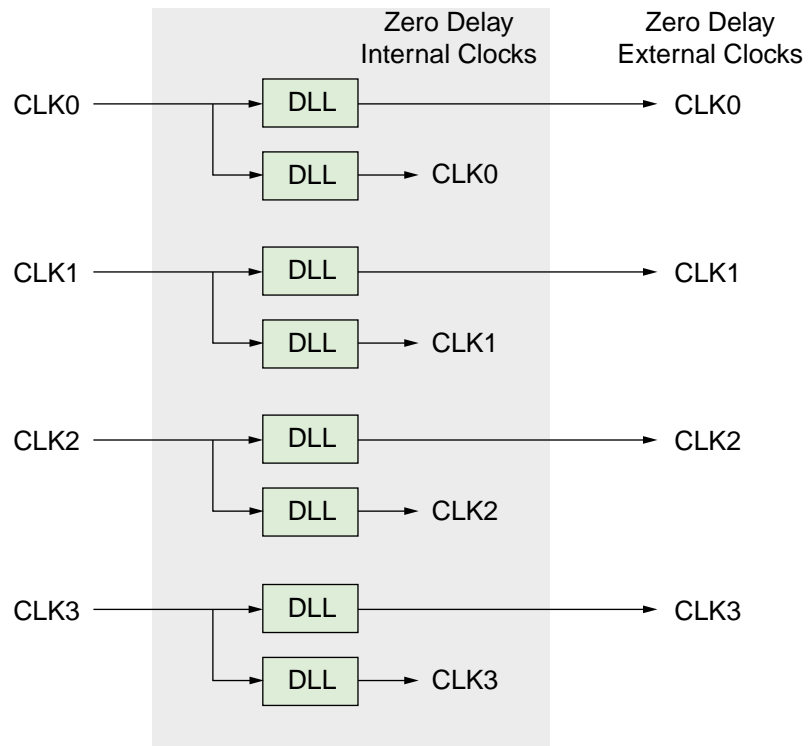 Zero Delay
Internal Clocks
Zero Delay
External Clocks
CLK0
DLL
CLK0
DLL
CLK0
CLK1
DLL
CLK1
DLL
CLK1
CLK2
DLL
CLK2
DLL
CLK2
CLK3
DLL
CLK3
DLL
CLK3